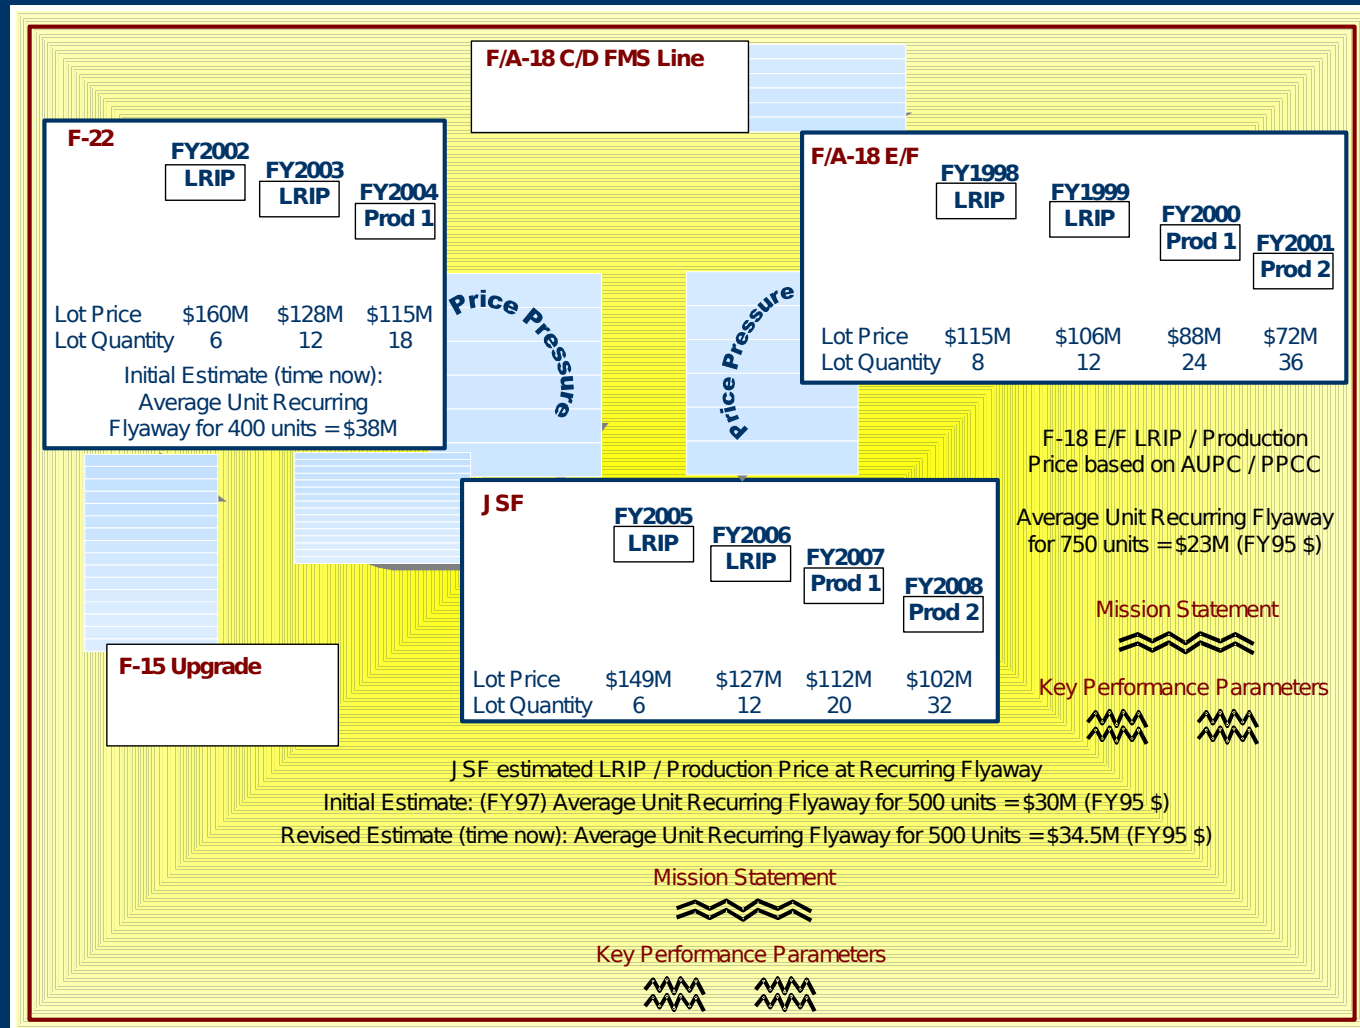 F/A-18 C/D FMS Line
F-22
FY2002
LRIP
FY2003
LRIP
FY2004
Prod 1
Lot Price $160M $128M $115M
Lot Quantity 6 12 18
Initial Estimate (time now):
Average Unit Recurring
Flyaway for 400 units = $38M
F/A-18 E/F
FY1998
LRIP
FY1999
LRIP
FY2000
Prod 1
FY2001
Prod 2
Lot Price $115M $106M $88M $72M
Lot Quantity 8 12 24 36
Price Pressure
Price Pressure
F-18 E/F LRIP / Production
Price based on AUPC / PPCC
Average Unit Recurring Flyaway
for 750 units = $23M (FY95 $)
Mission Statement
Key Performance Parameters
JSF
FY2005
LRIP
FY2006
LRIP
FY2007
Prod 1
FY2008
Prod 2
Lot Price $149M $127M $112M $102M
Lot Quantity 6 12 20 32
F-15 Upgrade
JSF estimated LRIP / Production Price at Recurring Flyaway
Initial Estimate: (FY97) Average Unit Recurring Flyaway for 500 units = $30M (FY95 $)
Revised Estimate (time now): Average Unit Recurring Flyaway for 500 Units = $34.5M (FY95 $)
Mission Statement
Key Performance Parameters